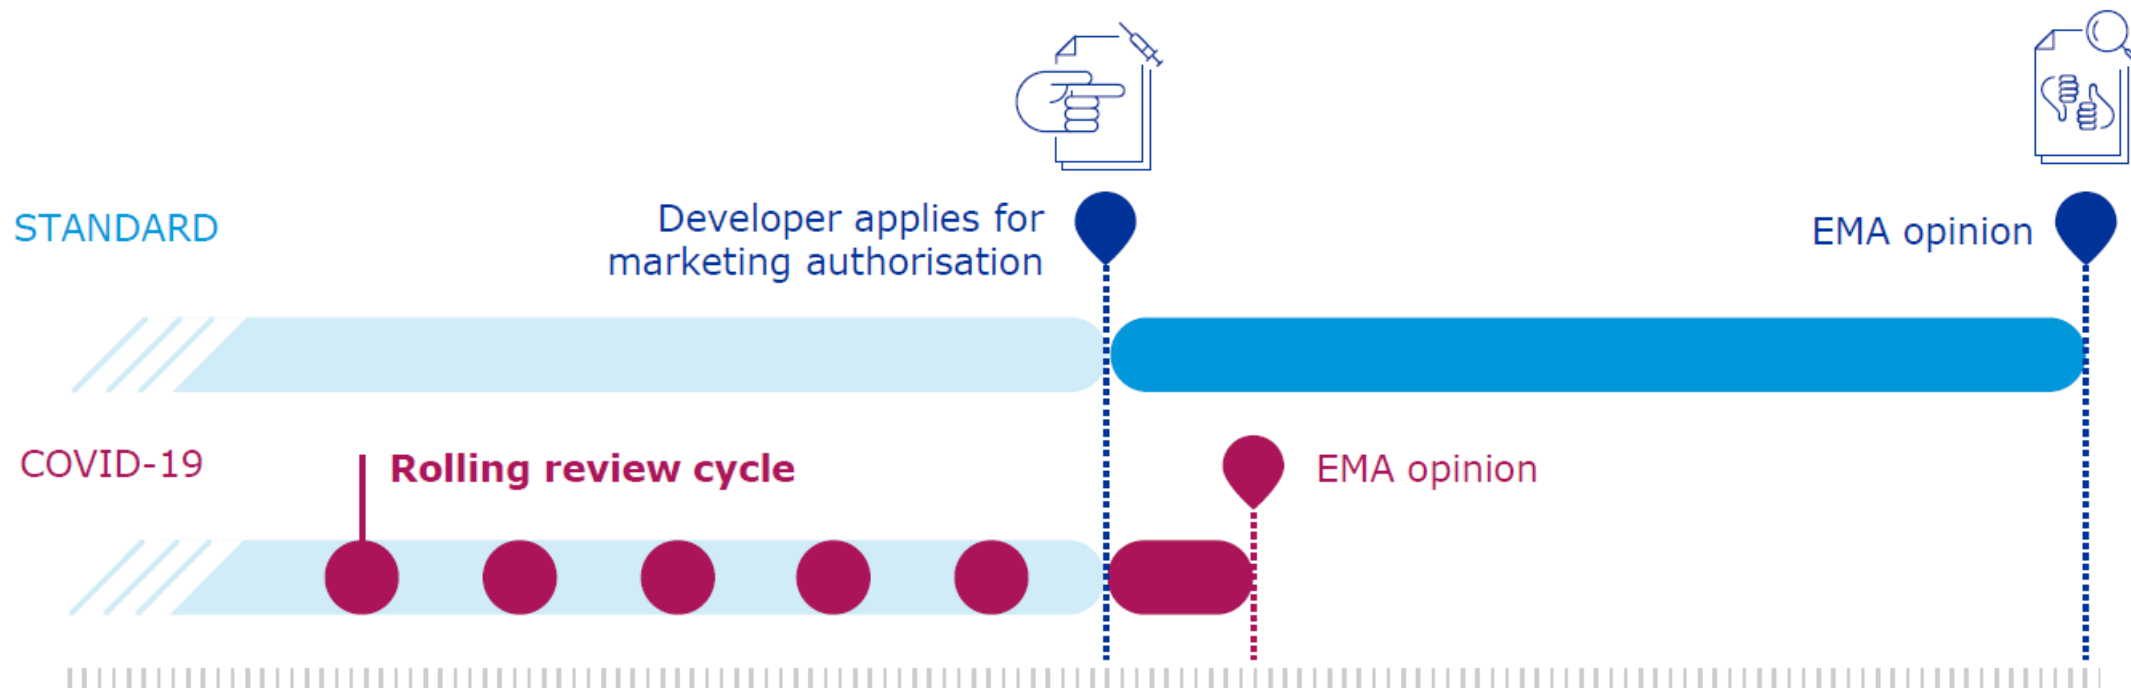 STANDARD
Developer applies for
marketing authorisation
EMA opinion
COVID-19
Rolling review cycle
EMA opinion